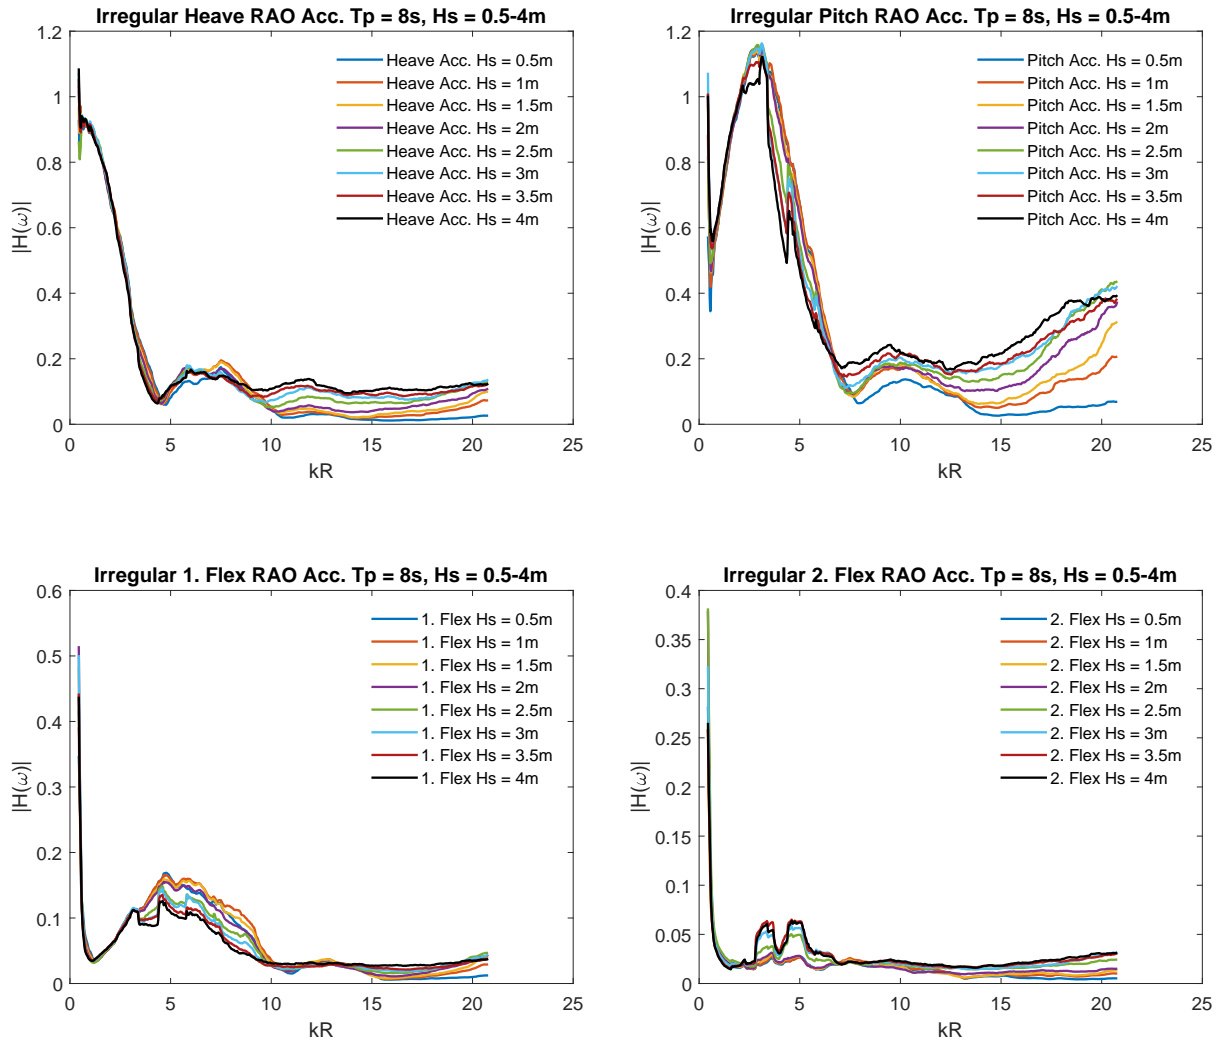 Irregular Heave RAO Acc. Tp = 8s, Hs = 0.5-4m
1.2
1
0.8
0.6
0.4
0.2
0
|H(ω)|
Heave Acc. Hs = 0.5m
Heave Acc. Hs = 1m
Heave Acc. Hs = 1.5m
Heave Acc. Hs = 2m
Heave Acc. Hs = 2.5m
Heave Acc. Hs = 3m
Heave Acc. Hs = 3.5m
Heave Acc. Hs = 4m
0 5 10 15 20 25
kR
Irregular Pitch RAO Acc. Tp = 8s, Hs = 0.5-4m
1.2
1
0.8
0.6
0.4
0.2
0
|H(ω)|
Pitch Acc. Hs = 0.5m
Pitch Acc. Hs = 1m
Pitch Acc. Hs = 1.5m
Pitch Acc. Hs = 2m
Pitch Acc. Hs = 2.5m
Pitch Acc. Hs = 3m
Pitch Acc. Hs = 3.5m
Pitch Acc. Hs = 4m
0 5 10 15 20 25
kR
Irregular 1. Flex RAO Acc. Tp = 8s, Hs = 0.5-4m
0.6
0.5
0.4
0.3
0.2
0.1
0
|H(ω)|
1. Flex Hs = 0.5m
1. Flex Hs = 1m
1. Flex Hs = 1.5m
1. Flex Hs = 2m
1. Flex Hs = 2.5m
1. Flex Hs = 3m
1. Flex Hs = 3.5m
1. Flex Hs = 4m
0 5 10 15 20 25
kR
Irregular 2. Flex RAO Acc. Tp = 8s, Hs = 0.5-4m
0.4
0.35
0.3
0.25
0.2
0.15
0.1
0.05
0
|H(ω)|
2. Flex Hs = 0.5m
2. Flex Hs = 1m
2. Flex Hs = 1.5m
2. Flex Hs = 2m
2. Flex Hs = 2.5m
2. Flex Hs = 3m
2. Flex Hs = 3.5m
2. Flex Hs = 4m
0 5 10 15 20 25
kR